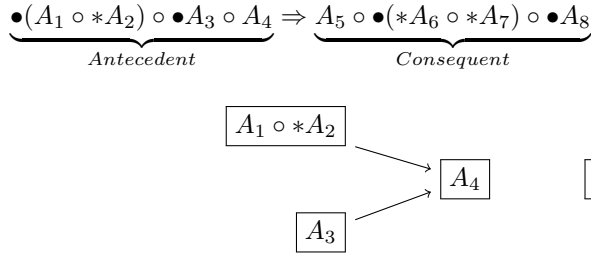 ●(A₁ ∘ *A₂) ∘ ●A₃ ∘ A₄ ⇒ A₅ ∘ ●(*A₆ ∘ *A₇) ∘ ●A₈
Antecedent Consequent
A₁ ∘ *A₂
A₄
A₃